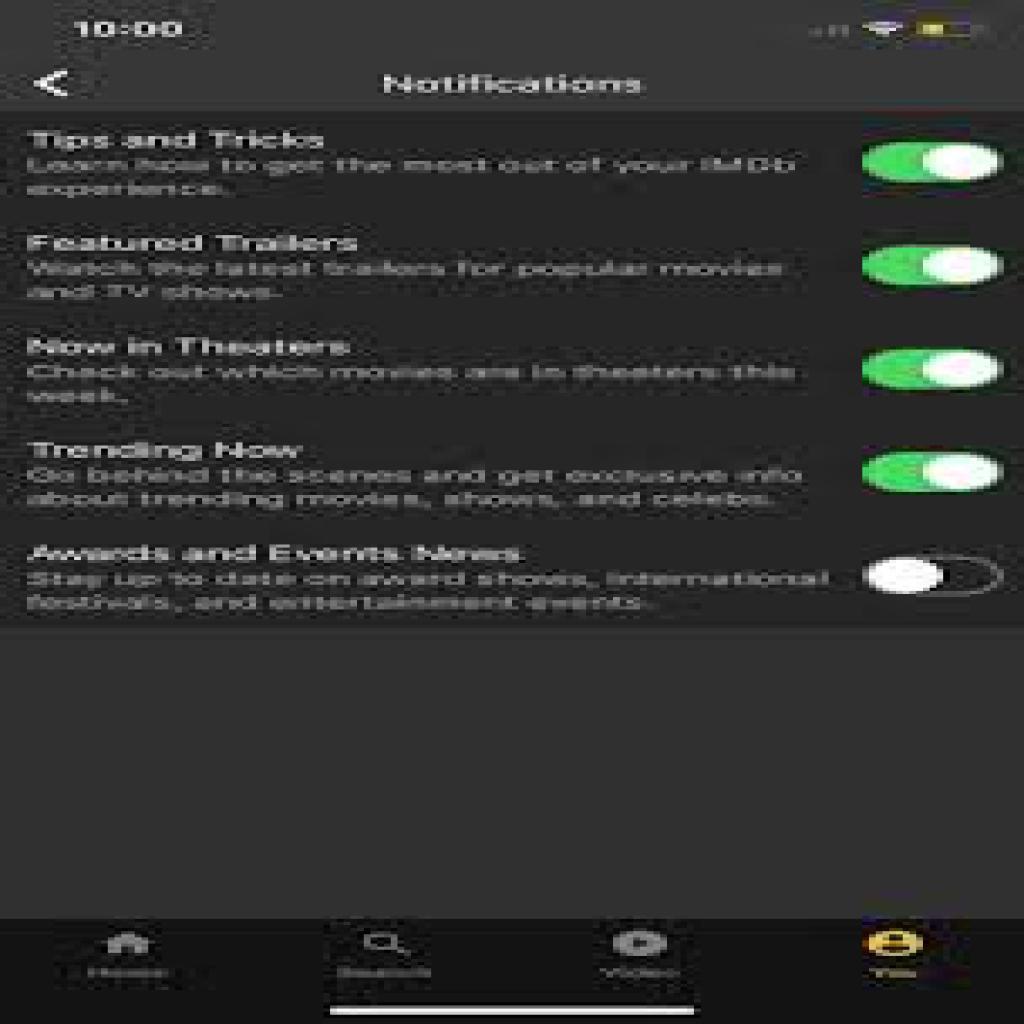 10:00
Notifications
Tips and Tricks
Learn how to get the most out of your IMDb
experience.
Featured Trailers
Watch the latest trailers for popular movies
and TV shows.
Now in Theaters
Check out which movies are in theaters this
week.
Trending Now
Go behind the scenes and get exclusive info
about trending movies, shows, and celebs.
Awards and Events News
Stay up to date on award shows, international
festivals, and entertainment events.
Home
Search
Video
You